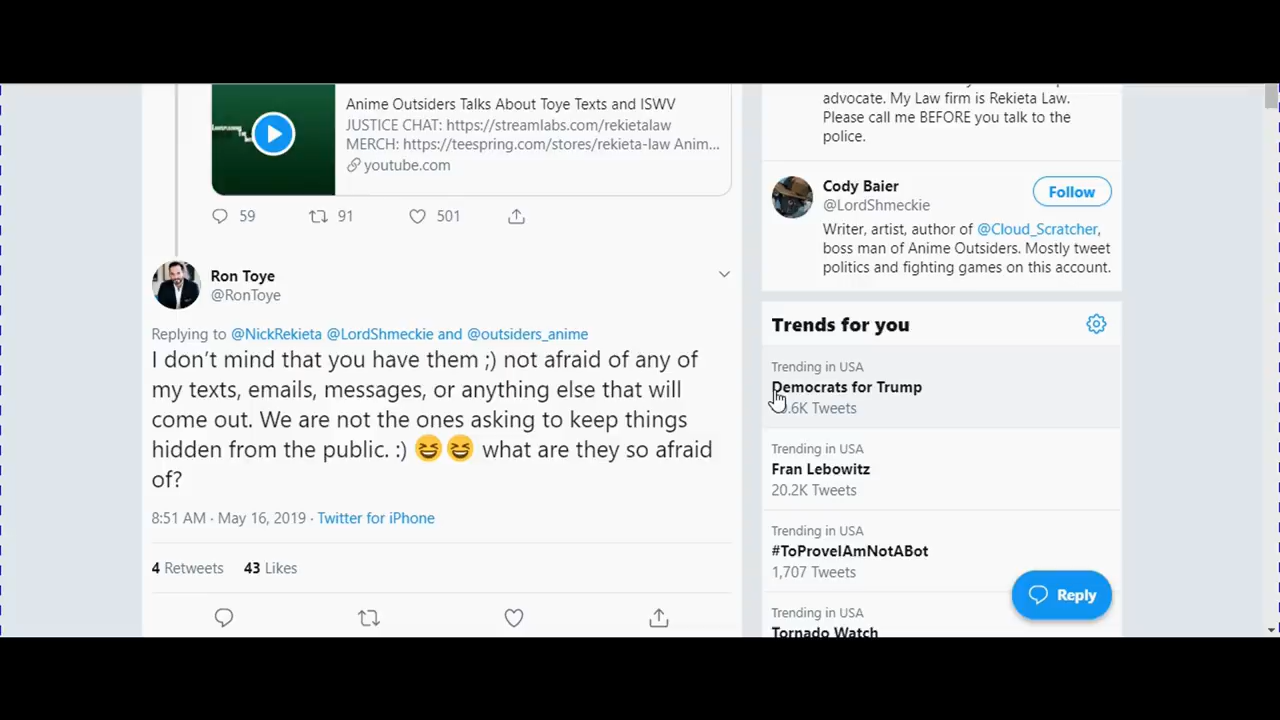 Anime Outsiders Talks About Toye Texts and ISWV
JUSTICE CHAT: https://streamlabs.com/rekietalaw
MERCH: https://teespring.com/stores/rekieta-law Anim...
youtube.com
59 91 501
Ron Toye
@RonToye
Replying to @NickRekieta @LordShmeckie and @outsiders_anime
I don’t mind that you have them ;) not afraid of any of
my texts, emails, messages, or anything else that will
come out. We are not the ones asking to keep things
hidden from the public. :) 😆 😆 what are they so afraid
of?
8:51 AM · May 16, 2019 · Twitter for iPhone
4 Retweets 43 Likes
advocate. My Law firm is Rekieta Law.
Please call me BEFORE you talk to the
police.
Cody Baier
@LordShmeckie
Follow
Writer, artist, author of @Cloud_Scratcher,
boss man of Anime Outsiders. Mostly tweet
politics and fighting games on this account.
Trends for you
Trending in USA
Democrats for Trump
.6K Tweets
Trending in USA
Fran Lebowitz
20.2K Tweets
Trending in USA
#ToProveIAmNotABot
1,707 Tweets
Trending in USA
Tornado Watch
Reply